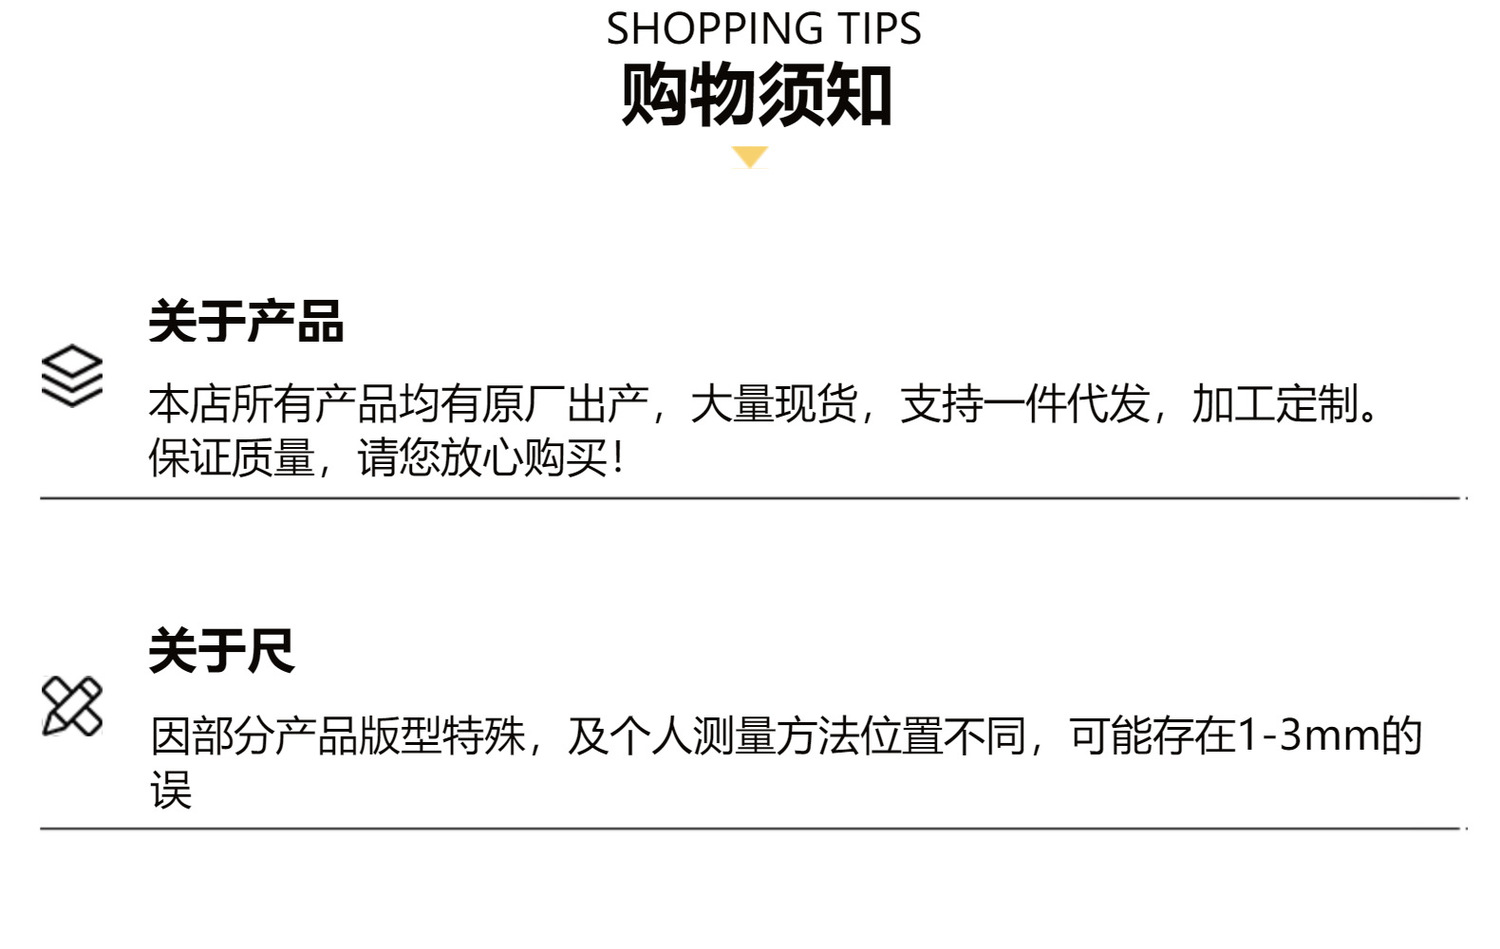 SHOPPING TIPS
购物须知
关于产品
本店所有产品均有原厂出产，大量现货，支持一件代发，加工定制。
保证质量，请您放心购买！
关于尺
因部分产品版型特殊，及个人测量方法位置不同，可能存在1-3mm的
误